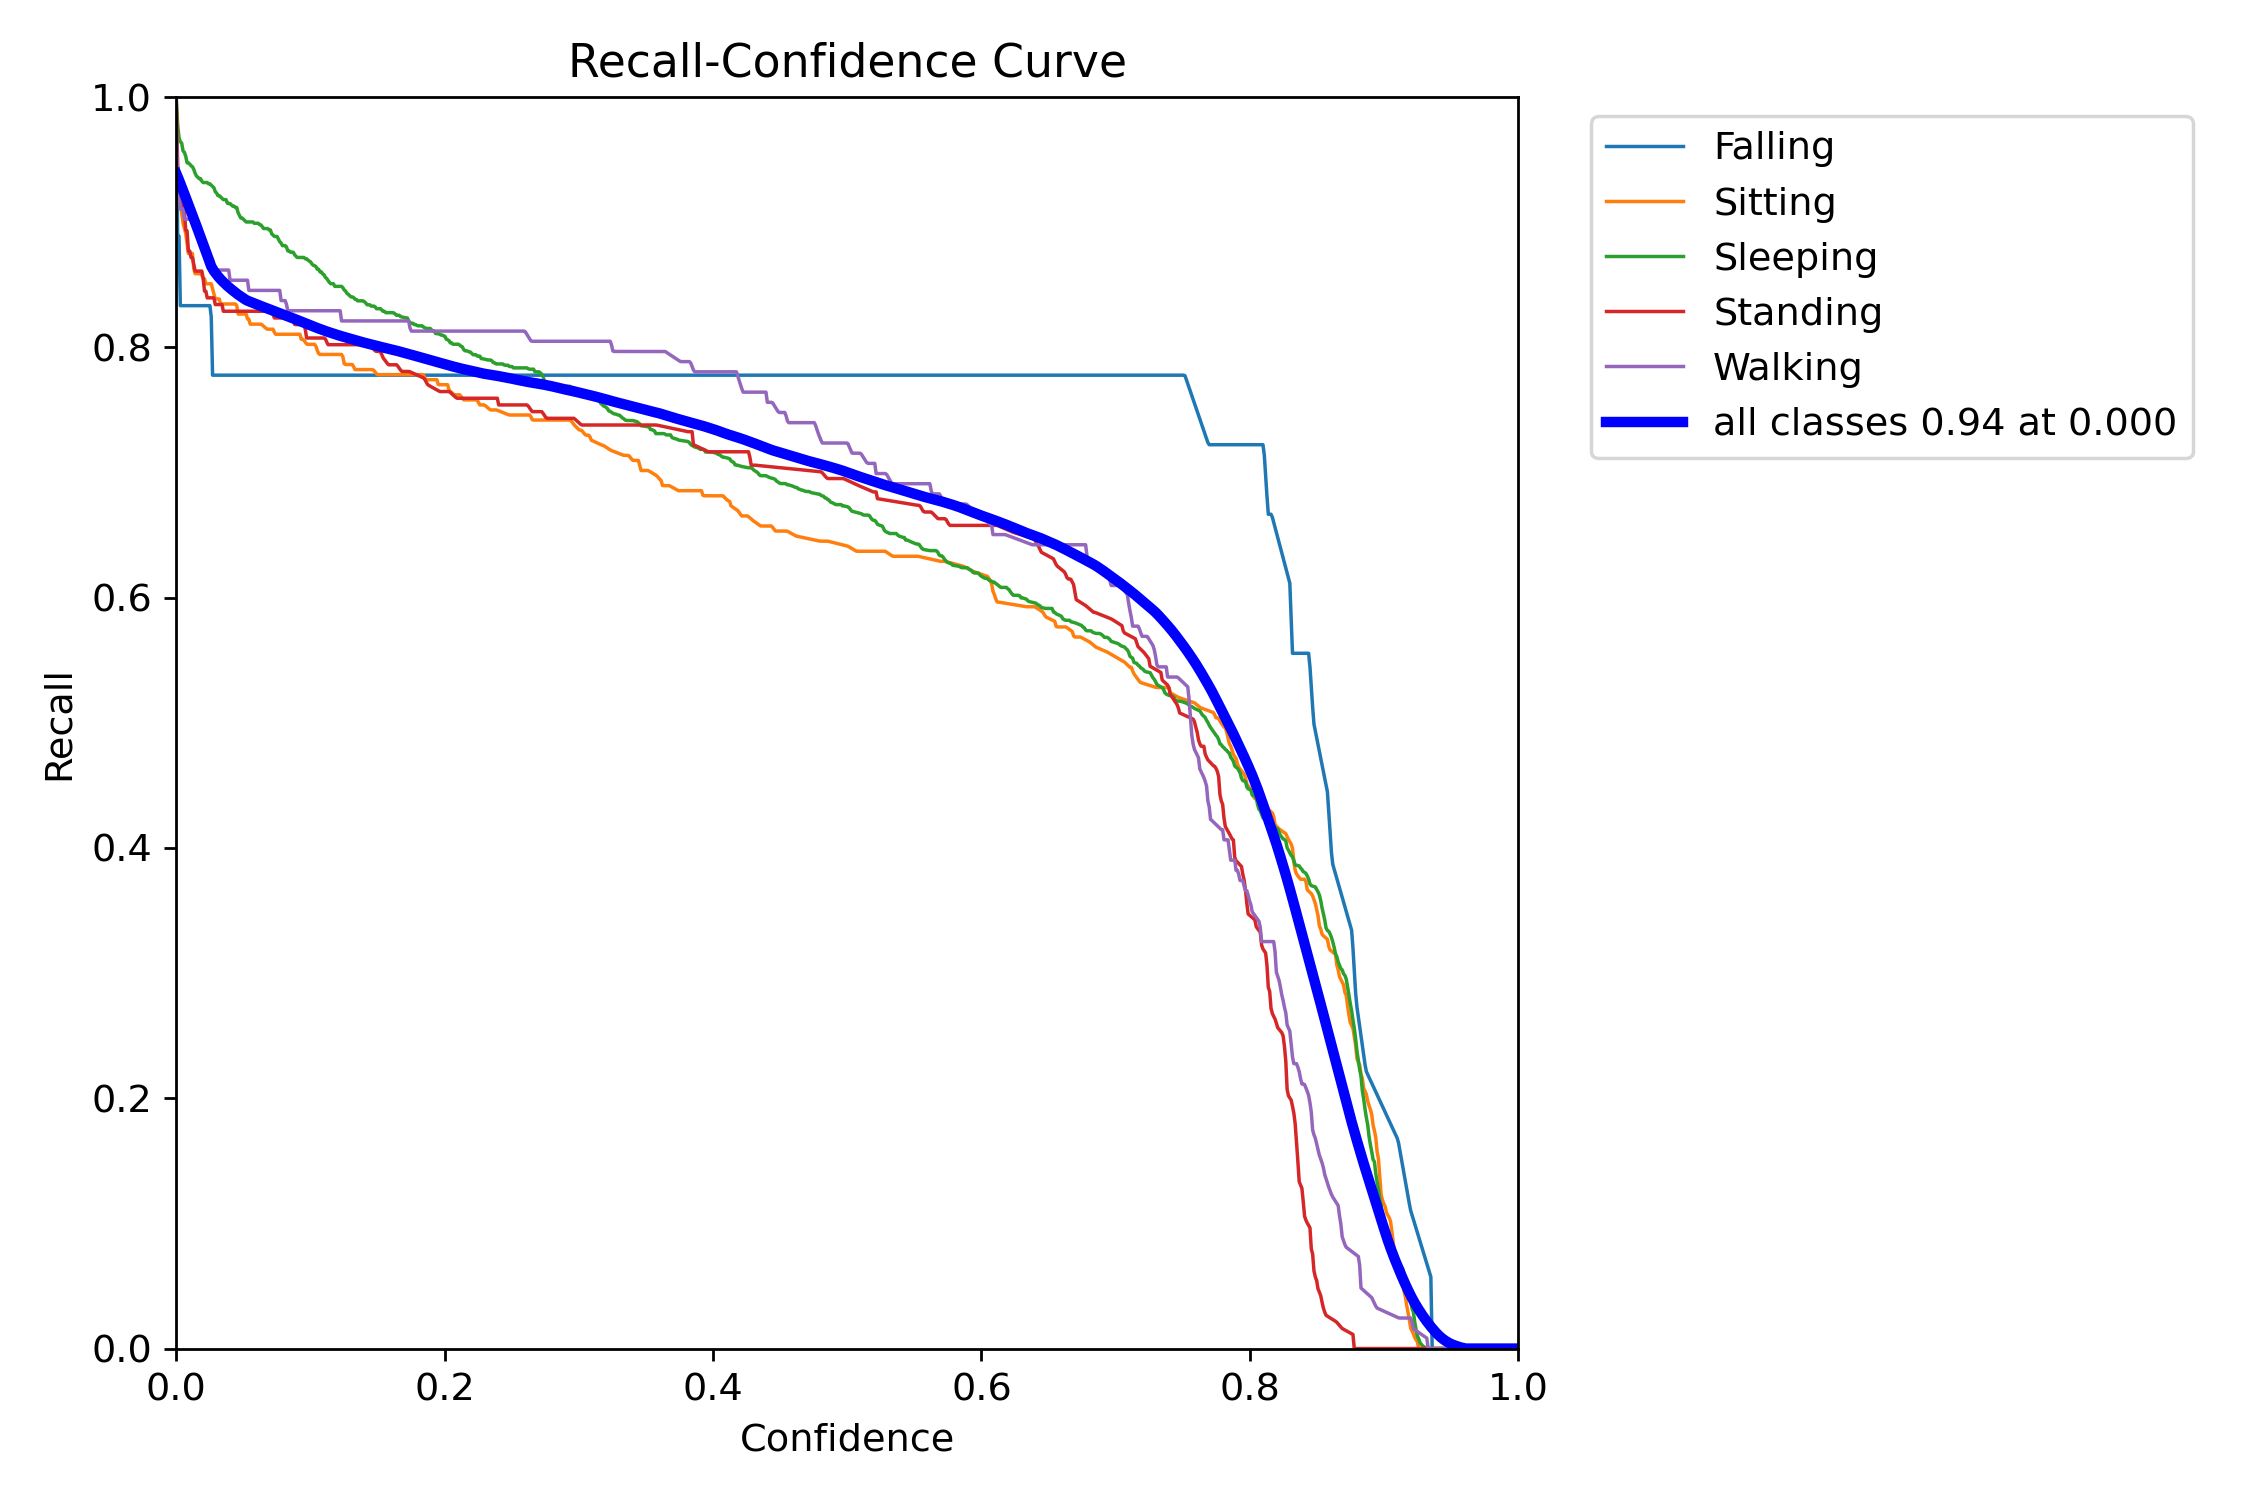 Recall-Confidence Curve
1.0
0.8
0.6
0.4
0.2
0.0
Recall
0.0 0.2 0.4 0.6 0.8 1.0
Confidence
Falling
Sitting
Sleeping
Standing
Walking
all classes 0.94 at 0.000